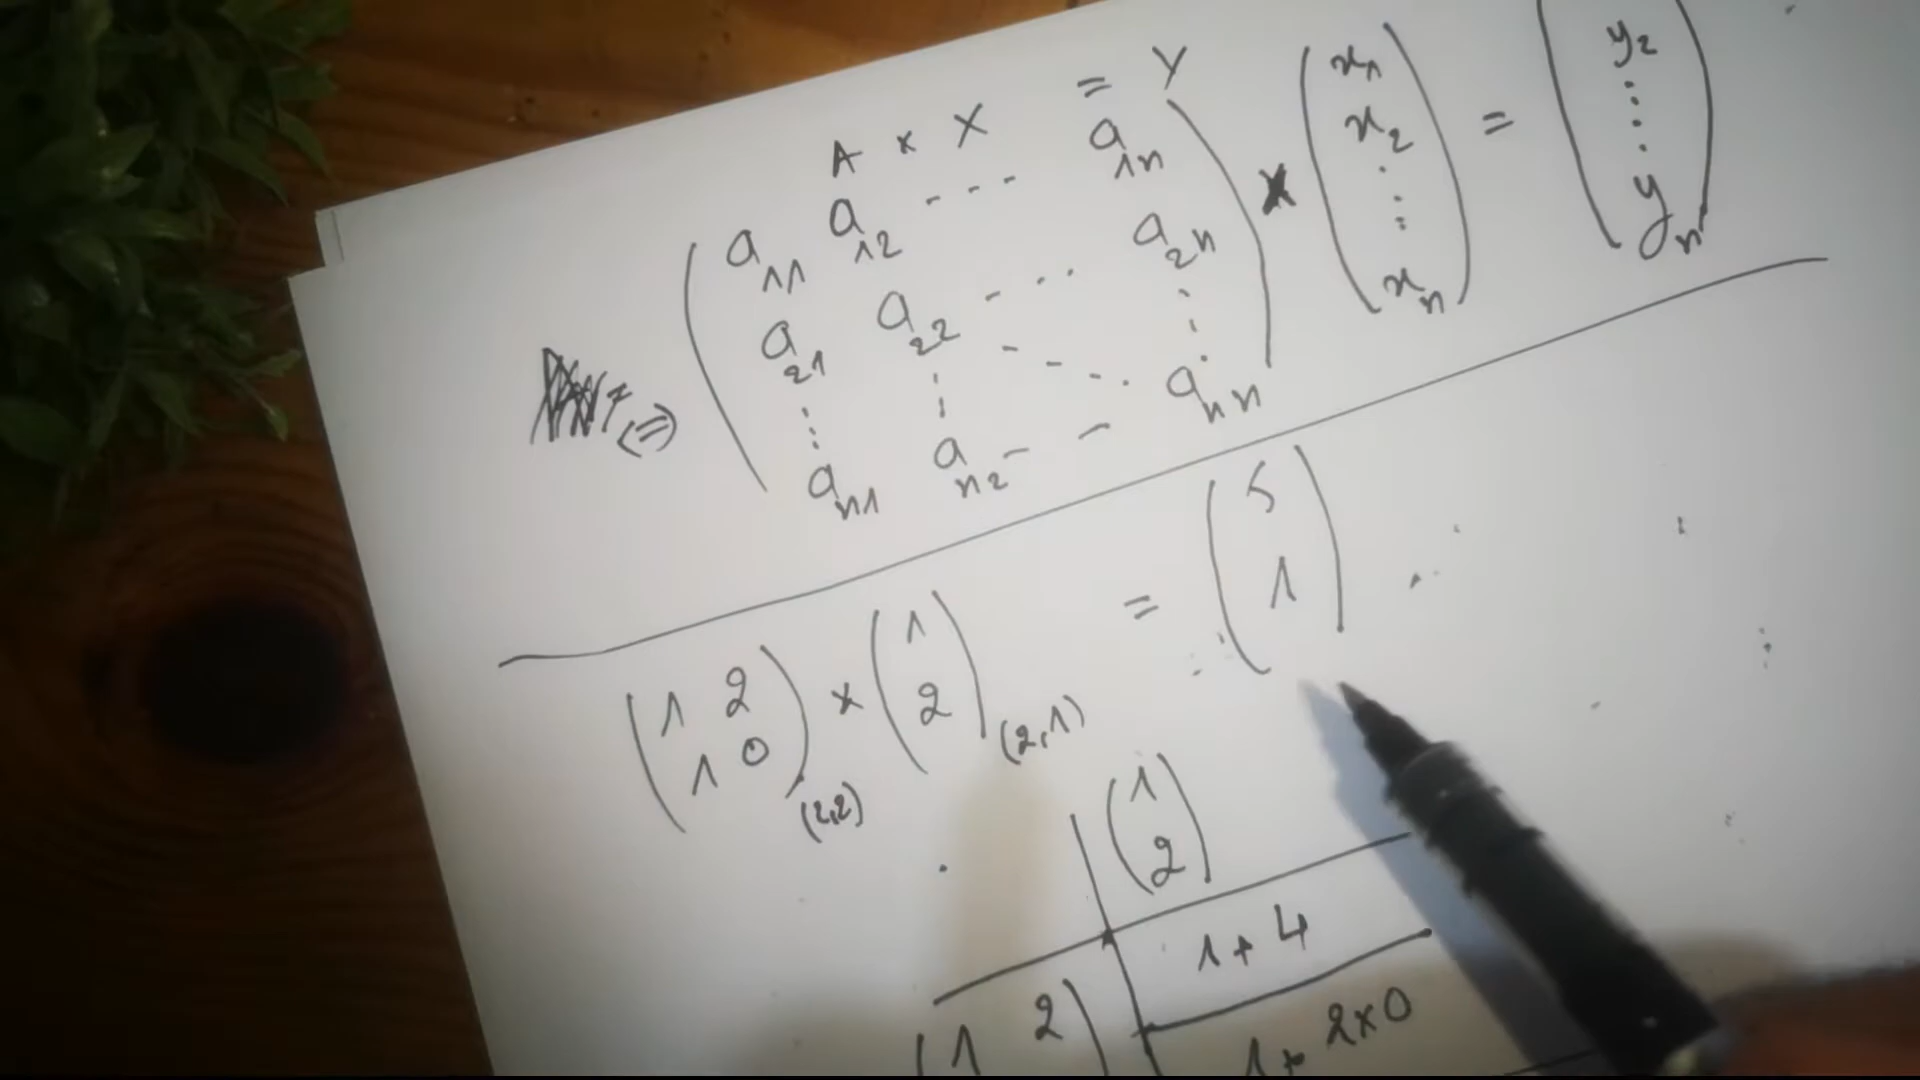 A × X = Y
a11 a12 - - - a1n
a21 a22 - - - a2n
an1 an2 - - ann
(=)
×
x1
x2
xn
=
y2
yn
( 1 2
1 0 ) (2,2) × ( 1
2 ) (2,1) = ( 5
1 )
( 1
2 )
1 + 4
( 1 2 )
1 + 2×0